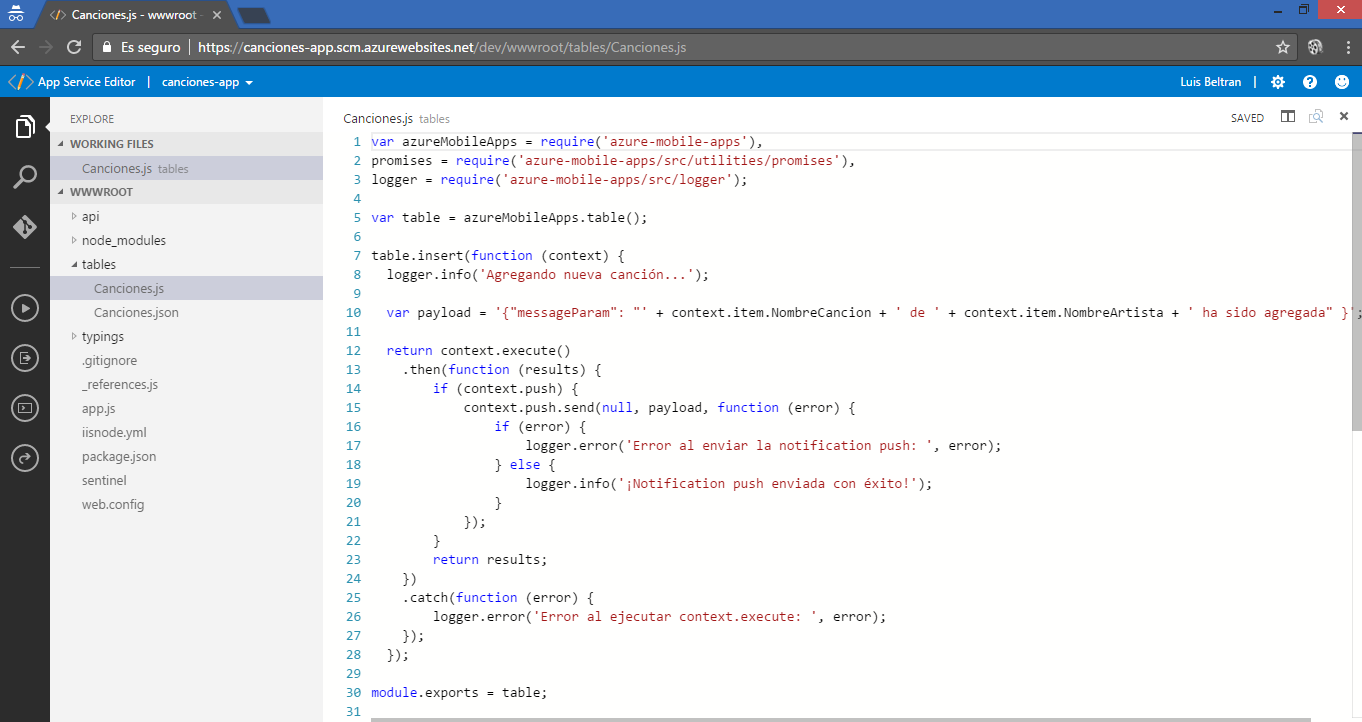 Canciones.js - wwwroot -
Es seguro | https://canciones-app.scm.azurewebsites.net/dev/wwwroot/tables/Canciones.js
</> App Service Editor | canciones-app
Luis Beltran |
EXPLORE
WORKING FILES
Canciones.js tables
WWWROOT
api
node_modules
tables
Canciones.js
Canciones.json
typings
.gitignore
_references.js
app.js
iisnode.yml
package.json
sentinel
web.config
Canciones.js tables
SAVED
1 var azureMobileApps = require('azure-mobile-apps'),
2 promises = require('azure-mobile-apps/src/utilities/promises'),
3 logger = require('azure-mobile-apps/src/logger');
4
5 var table = azureMobileApps.table();
6
7 table.insert(function (context) {
8 logger.info('Agregando nueva canción...');
9
10 var payload = '{"messageParam": "' + context.item.NombreCancion + ' de ' + context.item.NombreArtista + ' ha sido agregada" }';
11
12 return context.execute()
13 .then(function (results) {
14 if (context.push) {
15 context.push.send(null, payload, function (error) {
16 if (error) {
17 logger.error('Error al enviar la notification push: ', error);
18 } else {
19 logger.info('¡Notification push enviada con éxito!');
20 }
21 });
22 }
23 return results;
24 })
25 .catch(function (error) {
26 logger.error('Error al ejecutar context.execute: ', error);
27 });
28 });
29
30 module.exports = table;
31